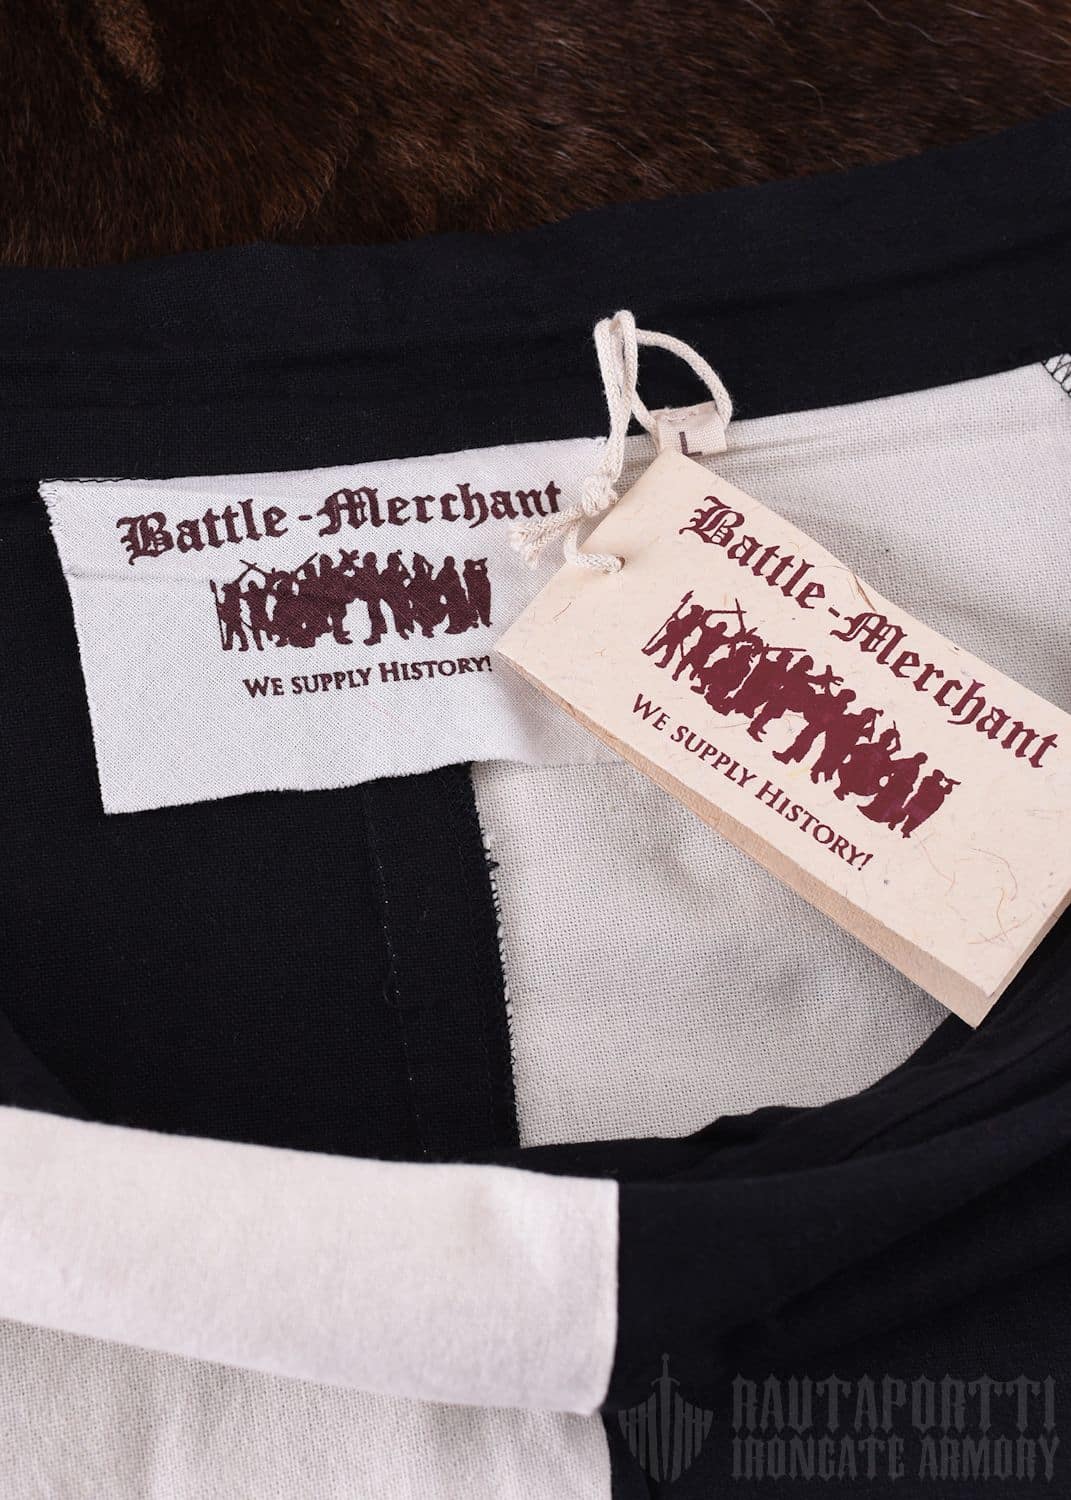 L
Battle-Merchant
WE SUPPLY HISTORY!
Battle-Merchant
WE SUPPLY HISTORY!
RAUTAPORTTI
IRONGATE ARMORY